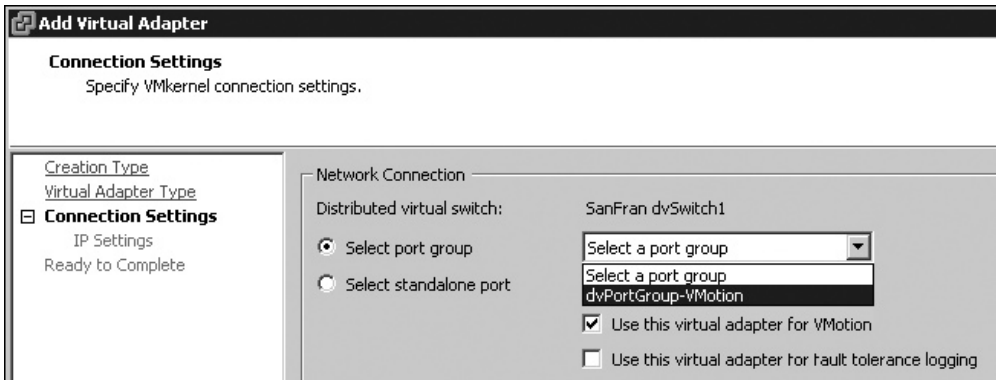 Add Virtual Adapter
Connection Settings
Specify VMkernel connection settings.
Creation Type
Virtual Adapter Type
Connection Settings
IP Settings
Ready to Complete
Network Connection
Distributed virtual switch: SanFran dvSwitch1
Select port group Select a port group
Select a port group
Select standalone port dvPortGroup-VMotion
Use this virtual adapter for VMotion
Use this virtual adapter for fault tolerance logging